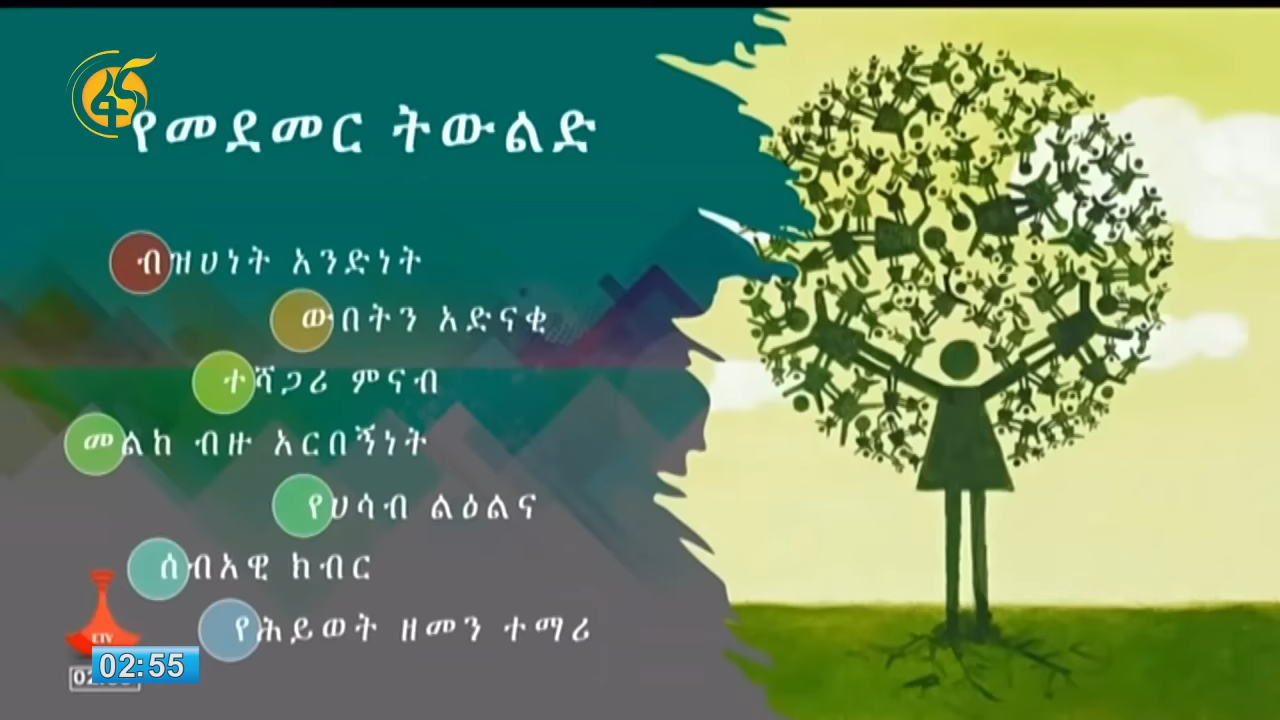 ፋና
የመደመር ትውልድ
ብዝሀነት አንድነት
ውበትን አድናቂ
ተሻጋሪ ምናብ
መልከ ብዙ አርበኝነት
የሀሳብ ልዕልና
ሰብአዊ ክብር
የሕይወት ዘመን ተማሪ
ETV
02:55